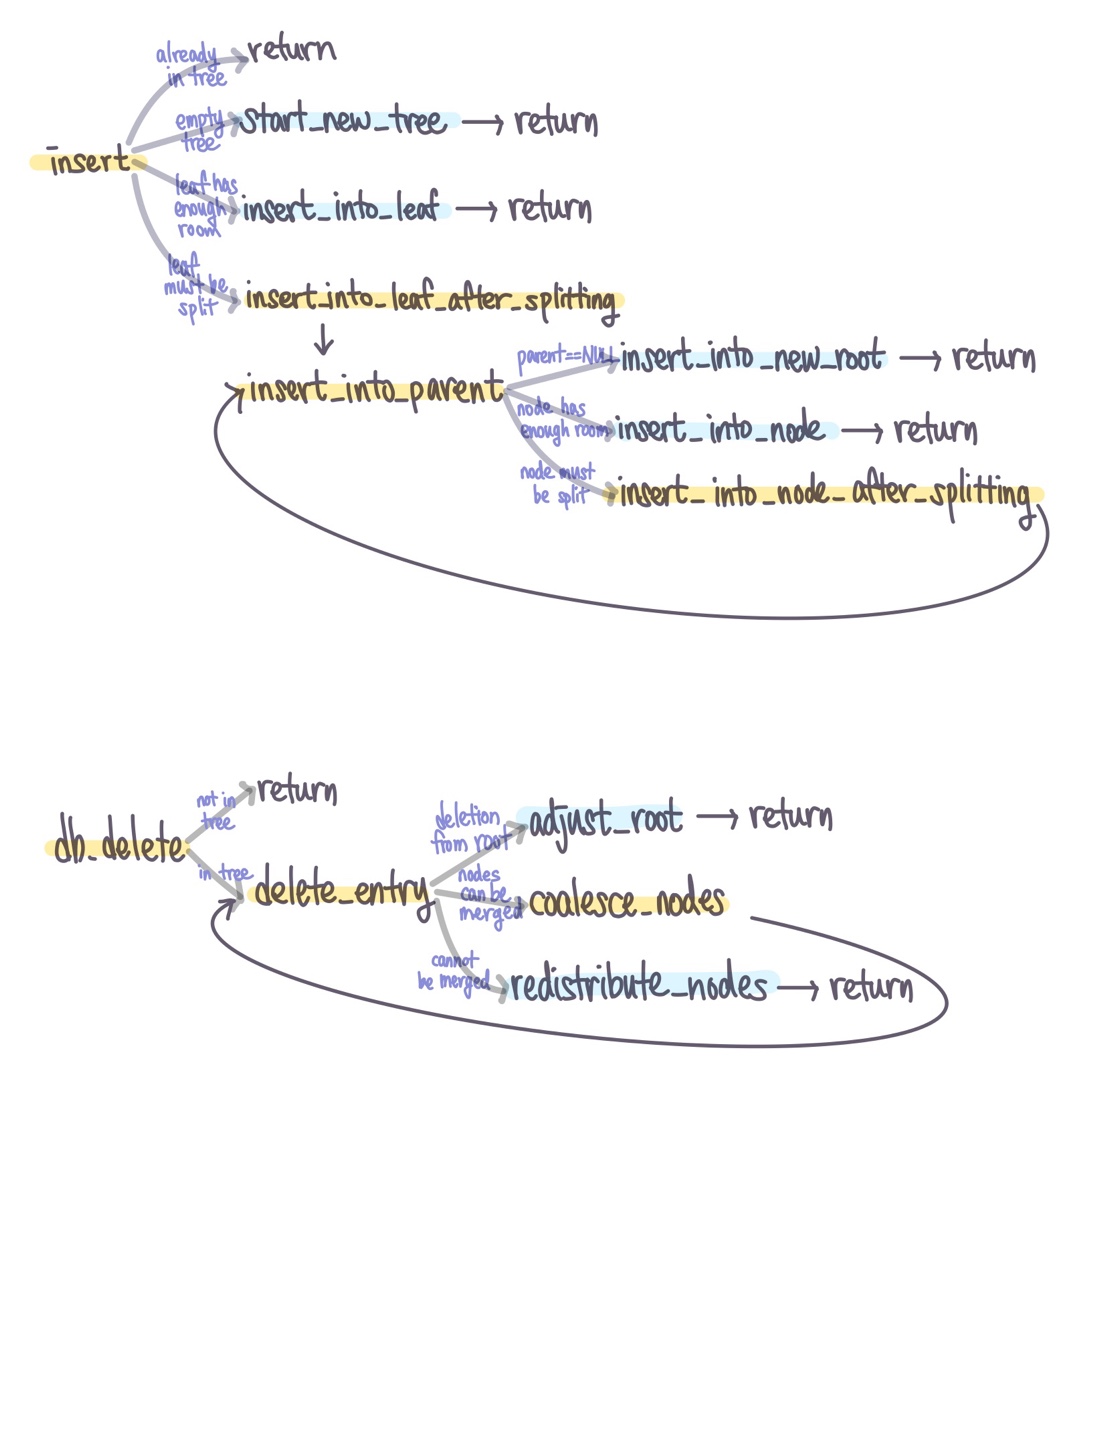 already
in tree
return
empty
tree
start_new_tree → return
insert
leaf has
enough
room
insert_into_leaf → return
leaf
must be
split
insert_into_leaf_after_splitting
↓
insert_into_parent
parent==NULL
insert_into_new_root → return
node has
enough room
insert_into_node → return
node must
be split
insert_into_node_after_splitting
db_delete
not in
tree
return
in tree
delete_entry
deletion
from root
adjust_root → return
nodes
can be
merged
coalesce_nodes
cannot
be merged
redistribute_nodes → return